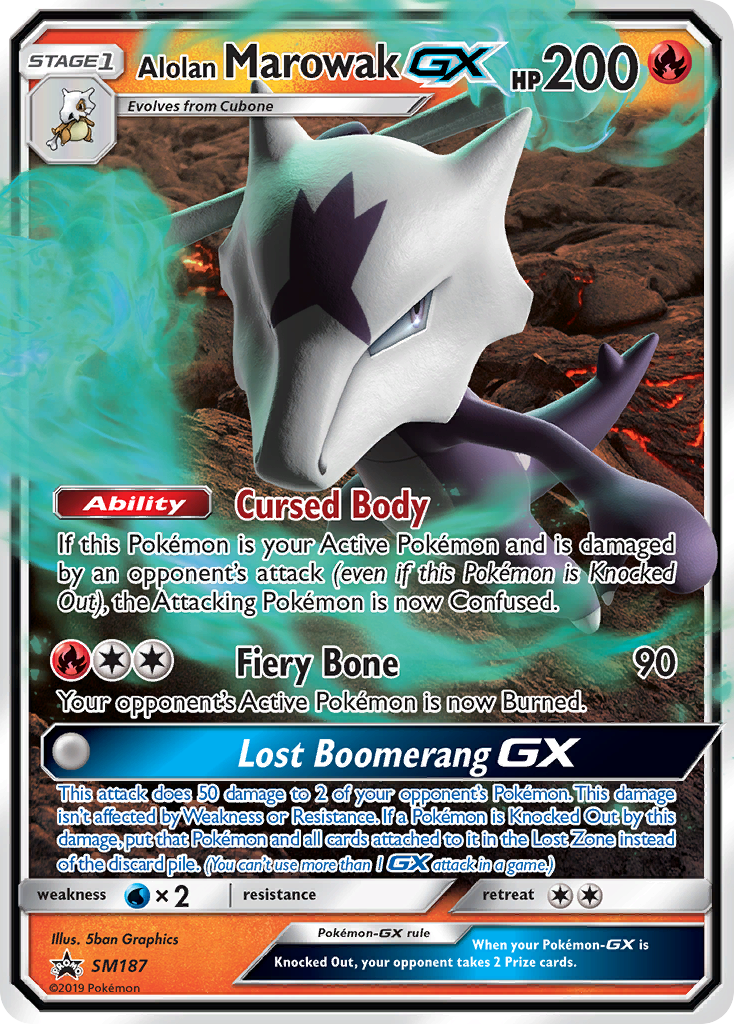 STAGE1
Alolan Marowak GX HP200
Evolves from Cubone
Ability Cursed Body
If this Pokémon is your Active Pokémon and is damaged
by an opponent's attack (even if this Pokémon is Knocked
Out), the Attacking Pokémon is now Confused.
Fiery Bone 90
Your opponent's Active Pokémon is now Burned.
Lost Boomerang GX
This attack does 50 damage to 2 of your opponent's Pokémon. This damage
isn't affected by Weakness or Resistance. If a Pokémon is Knocked Out by this
damage, put that Pokémon and all cards attached to it in the Lost Zone instead
of the discard pile. (You can't use more than 1 GX attack in a game.)
weakness ×2 resistance retreat
Illus. 5ban Graphics
PROMO SM187
©2019 Pokémon
Pokémon-GX rule
When your Pokémon-GX is
Knocked Out, your opponent takes 2 Prize cards.